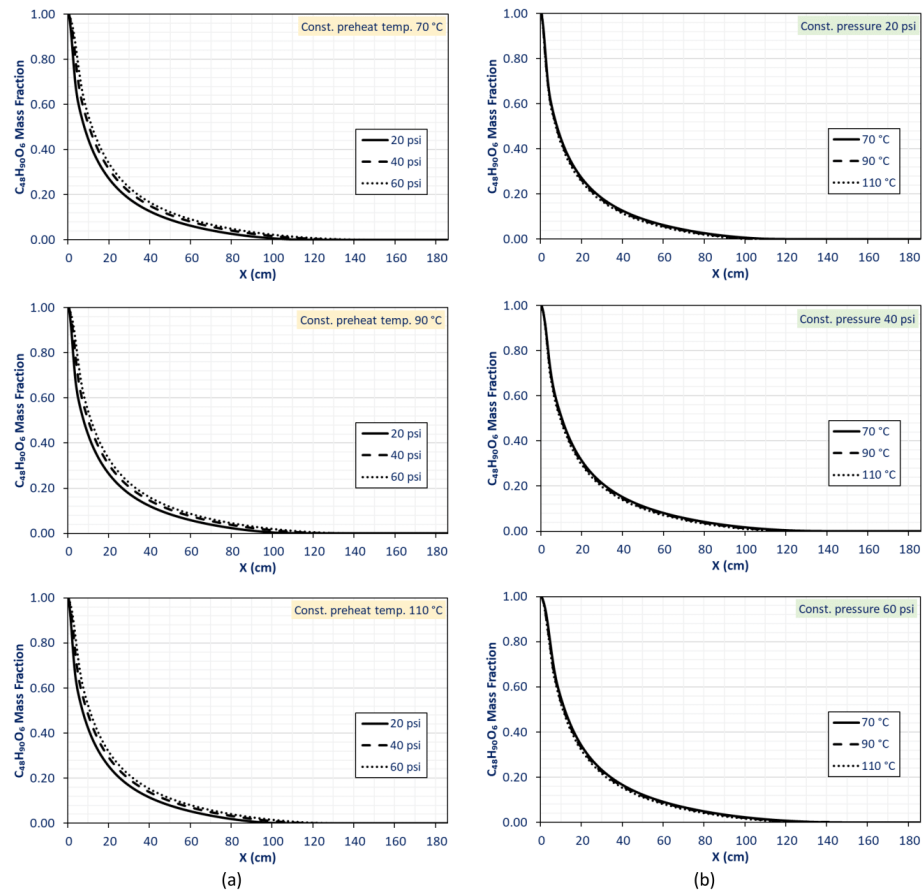 Const. preheat temp. 70 °C
C₄₈H₉₀O₆ Mass Fraction
1.00
0.80
0.60
0.40
0.20
0.00
20 psi
40 psi
60 psi
0 20 40 60 80 100 120 140 160 180
X (cm)
Const. pressure 20 psi
C₄₈H₉₀O₆ Mass Fraction
1.00
0.80
0.60
0.40
0.20
0.00
70 °C
90 °C
110 °C
0 20 40 60 80 100 120 140 160 180
X (cm)
Const. preheat temp. 90 °C
C₄₈H₉₀O₆ Mass Fraction
1.00
0.80
0.60
0.40
0.20
0.00
20 psi
40 psi
60 psi
0 20 40 60 80 100 120 140 160 180
X (cm)
Const. pressure 40 psi
C₄₈H₉₀O₆ Mass Fraction
1.00
0.80
0.60
0.40
0.20
0.00
70 °C
90 °C
110 °C
0 20 40 60 80 100 120 140 160 180
X (cm)
Const. preheat temp. 110 °C
C₄₈H₉₀O₆ Mass Fraction
1.00
0.80
0.60
0.40
0.20
0.00
20 psi
40 psi
60 psi
0 20 40 60 80 100 120 140 160 180
X (cm)
Const. pressure 60 psi
C₄₈H₉₀O₆ Mass Fraction
1.00
0.80
0.60
0.40
0.20
0.00
70 °C
90 °C
110 °C
0 20 40 60 80 100 120 140 160 180
X (cm)
(a)
(b)